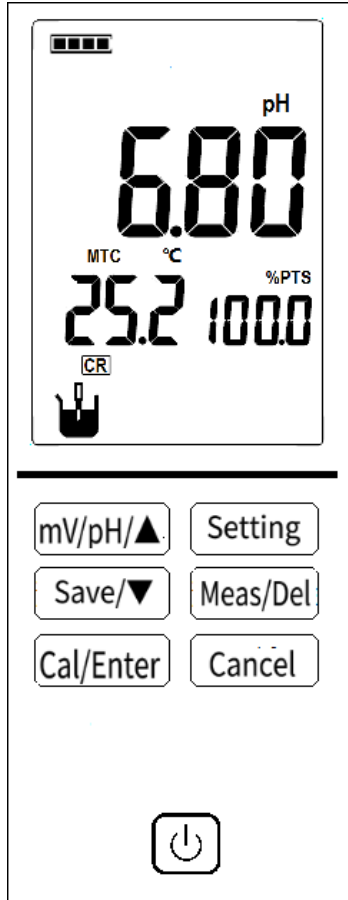 pH
6.80
MTC ℃
%PTS
25.2 100.0
CR
mV/pH/▲ Setting
Save/▼ Meas/Del
Cal/Enter Cancel